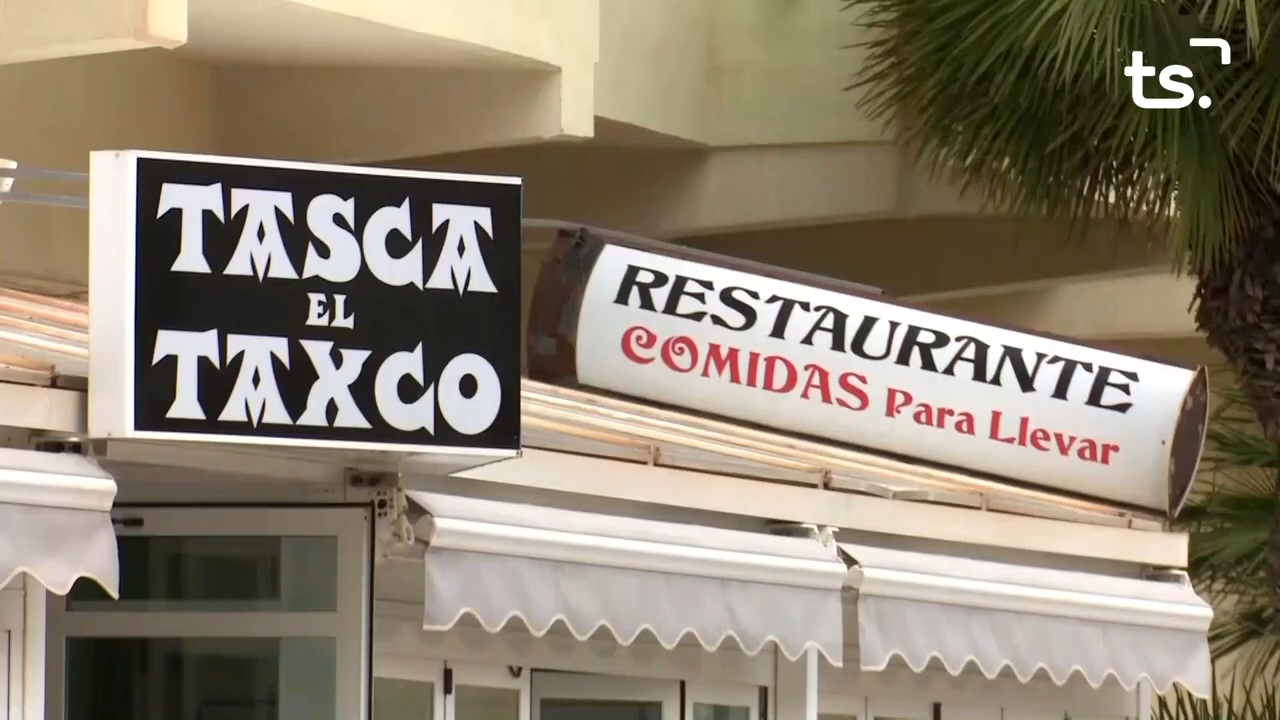 ts.
TASCA
EL
TAXCO
RESTAURANTE
COMIDAS Para Llevar